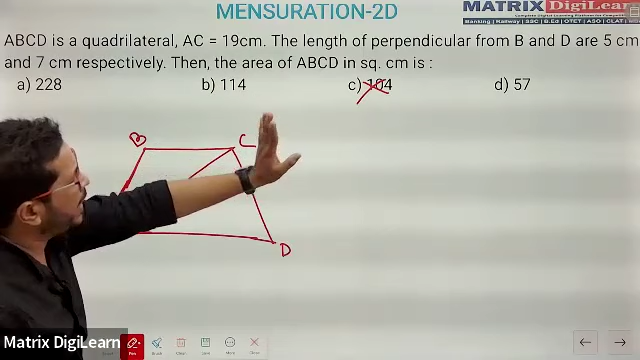 MENSURATION-2D
MATRIX DigiLearn
ABCD is a quadrilateral, AC = 19cm. The length of perpendicular from B and D are 5 cm
and 7 cm respectively. Then, the area of ABCD in sq. cm is :
a) 228 b) 114 c) 104 d) 57
B C
D
Matrix DigiLearn